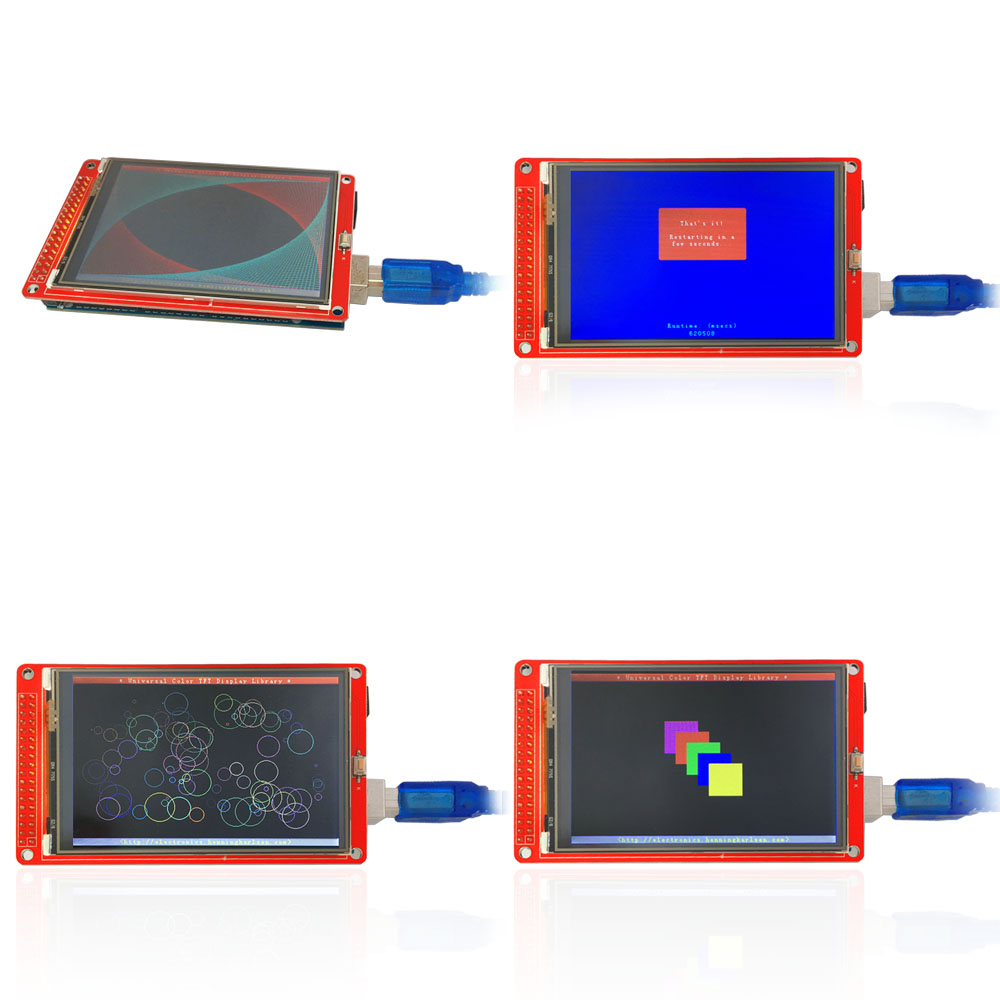 That's it!
Restarting in a
few seconds.
Runtime: (msecs)
620508
* Universal Color TFT Display Library *
<http://electronics.henningkarlsen.com>
* Universal Color TFT Display Library *
<http://electronics.henningkarlsen.com>